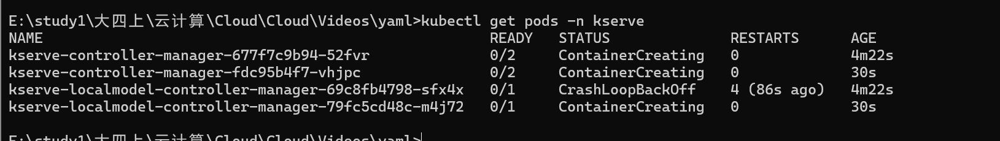 E:\study1\大四上\云计算\Cloud\Cloud\Videos\yaml>kubectl get pods -n kserve
NAME READY STATUS RESTARTS AGE
kserve-controller-manager-677f7c9b94-52fvr 0/2 ContainerCreating 0 4m22s
kserve-controller-manager-fdc95b4f7-vhjpc 0/2 ContainerCreating 0 30s
kserve-localmodel-controller-manager-69c8fb4798-sfx4x 0/1 CrashLoopBackOff 4 (86s ago) 4m22s
kserve-localmodel-controller-manager-79fc5cd48c-m4j72 0/1 ContainerCreating 0 30s
E:\study1\大四上\云计算\Cloud\Cloud\Videos\yaml>